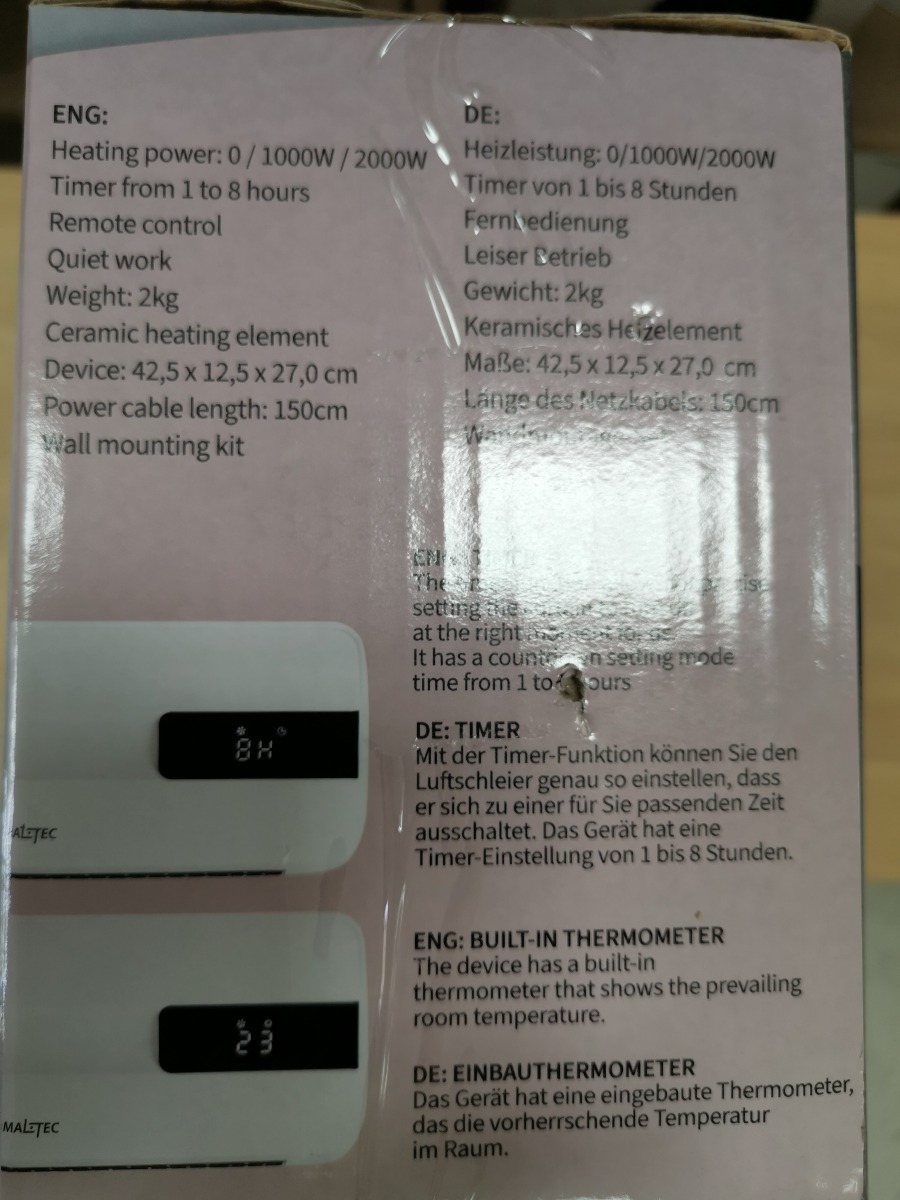 ENG:
Heating power: 0 / 1000W / 2000W
Timer from 1 to 8 hours
Remote control
Quiet work
Weight: 2kg
Ceramic heating element
Device: 42,5 x 12,5 x 27,0 cm
Power cable length: 150cm
Wall mounting kit
DE:
Heizleistung: 0/1000W/2000W
Timer von 1 bis 8 Stunden
Fernbedienung
Leiser Betrieb
Gewicht: 2kg
Keramisches Heizelement
Maße: 42,5 x 12,5 x 27,0 cm
Länge des Netzkabels: 150cm
The
setting the
at the right
It has a countdown setting mode
time from 1 to hours
DE: TIMER
Mit der Timer-Funktion können Sie den
Luftschleier genau so einstellen, dass
er sich zu einer für Sie passenden Zeit
ausschaltet. Das Gerät hat eine
Timer-Einstellung von 1 bis 8 Stunden.
8H
MALTEC
ENG: BUILT-IN THERMOMETER
The device has a built-in
thermometer that shows the prevailing
room temperature.
23
DE: EINBAUTHERMOMETER
Das Gerät hat eine eingebaute Thermometer,
das die vorherrschende Temperatur
im Raum.
MALTEC